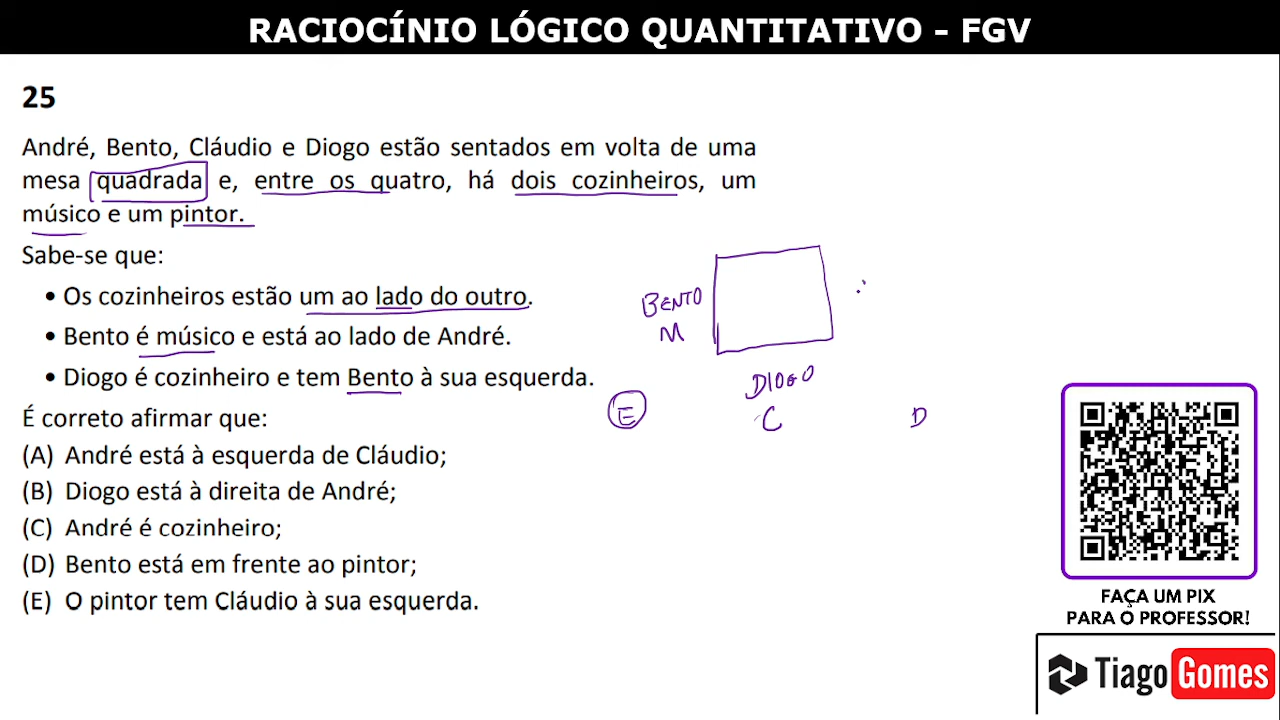 RACIOCÍNIO LÓGICO QUANTITATIVO - FGV
25
André, Bento, Cláudio e Diogo estão sentados em volta de uma
mesa quadrada e, entre os quatro, há dois cozinheiros, um
músico e um pintor.
Sabe-se que:
• Os cozinheiros estão um ao lado do outro.
• Bento é músico e está ao lado de André.
• Diogo é cozinheiro e tem Bento à sua esquerda.
É correto afirmar que:
(A) André está à esquerda de Cláudio;
(B) Diogo está à direita de André;
(C) André é cozinheiro;
(D) Bento está em frente ao pintor;
(E) O pintor tem Cláudio à sua esquerda.
BENTO
M
DIOGO
E C D
FAÇA UM PIX
PARA O PROFESSOR!
Tiago Gomes